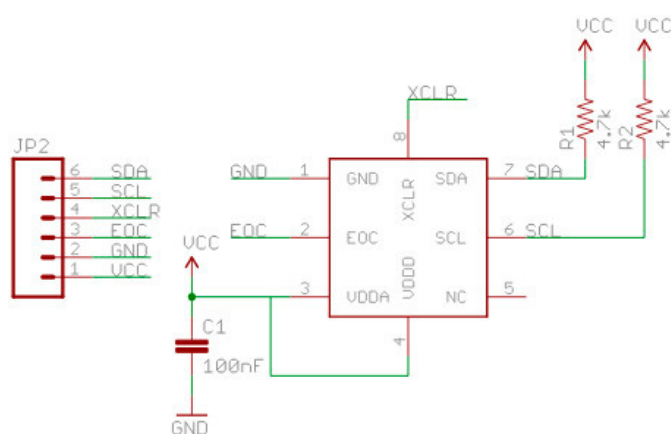 VCC VCC
XCLR
R1 4.7k R2 4.7k
8
JP2
6 SDA
5 SCL
4 XCLR
3 EOC
2 GND
1 VCC
GND 1 GND XCLR SDA 7 SDA
EOC 2 EOC SCL 6 SCL
VCC
3 VDDA VDDD NC 5
4
C1
100nF
GND